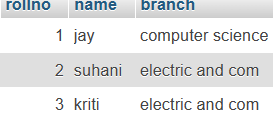 rollno name branch
1 jay computer science
2 suhani electric and com
3 kriti electric and com